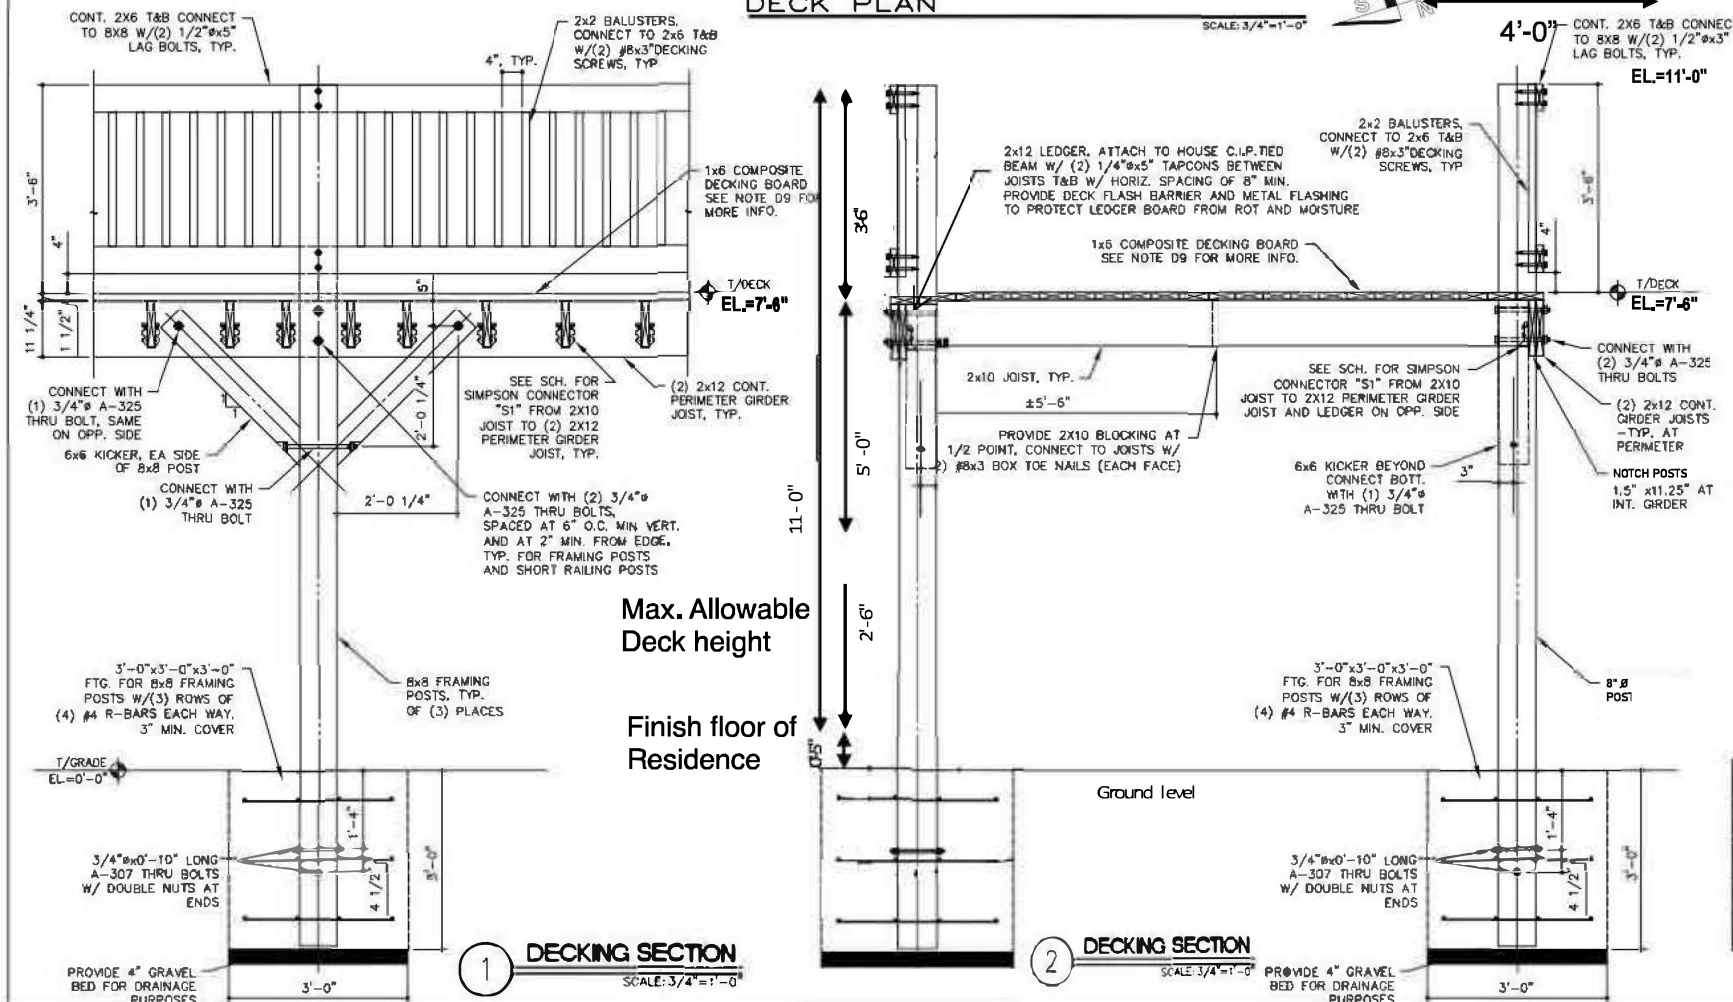 DECK PLAN
SCALE: 3/4"=1'-0"
S
N
CONT. 2X6 T&B CONNECT
TO 8X8 W/(2) 1/2"øx5"
LAG BOLTS, TYP.
2x2 BALUSTERS,
CONNECT TO 2x6 T&B
W/(2) #8x3"DECKING
SCREWS, TYP
4", TYP.
3'-6"
4"
11 1/4"
1 1/2"
1x6 COMPOSITE
DECKING BOARD
SEE NOTE D9 FO
MORE INFO.
T/DECK
EL.=7'-6"
5"
2'-0 1/4"
CONNECT WITH
(1) 3/4"ø A-325
THRU BOLT, SAME
ON OPP. SIDE
1
1
6x6 KICKER, EA SIDE
OF 8x8 POST
CONNECT WITH
(1) 3/4"ø A-325
THRU BOLT
SEE SCH. FOR
SIMPSON CONNECTOR
"S1" FROM 2X10
JOIST TO (2) 2X12
PERIMETER GIRDER
JOIST, TYP.
(2) 2x12 CONT.
PERIMETER GIRDER
JOIST, TYP.
2'-0 1/4"
CONNECT WITH (2) 3/4"ø
A-325 THRU BOLTS,
SPACED AT 6" O.C. MIN VERT.
AND AT 2" MIN. FROM EDGE.
TYP. FOR FRAMING POSTS
AND SHORT RAILING POSTS
3'-0"x3'-0"x3'-0"
FTG. FOR 8x8 FRAMING
POSTS W/(3) ROWS OF
(4) #4 R-BARS EACH WAY.
3" MIN. COVER
8x8 FRAMING
POSTS, TYP.
OF (3) PLACES
T/GRADE
EL.=0'-0"
1'-4"
4 1/2"
3'-0"
3/4"øx0'-10" LONG
A-307 THRU BOLTS
W/ DOUBLE NUTS AT
ENDS
PROVIDE 4" GRAVEL
BED FOR DRAINAGE
PURPOSES
3'-0"
1
DECKING SECTION
SCALE: 3/4"=1'-0"
Max. Allowable
Deck height
Finish floor of
Residence
11-0"
3-6"
5'-0"
2'-6"
0-5"
4'-0"
CONT. 2X6 T&B CONNEC
TO 8X8 W/(2) 1/2"øx3"
LAG BOLTS, TYP.
EL.=11'-0"
2x12 LEDGER, ATTACH TO HOUSE C.I.P. TIED
BEAM W/ (2) 1/4"øx5" TAPCONS BETWEEN
JOISTS T&B W/ HORIZ. SPACING OF 8" MIN.
PROVIDE DECK FLASH BARRIER AND METAL FLASHING
TO PROTECT LEDGER BOARD FROM ROT AND MOISTURE
2x2 BALUSTERS,
CONNECT TO 2x6 T&B
W/(2) #8x3"DECKING
SCREWS, TYP
3'-6"
4"
1x6 COMPOSITE DECKING BOARD
SEE NOTE D9 FOR MORE INFO.
T/DECK
EL.=7'-6"
2x10 JOIST, TYP.
±5'-6"
SEE SCH. FOR SIMPSON
CONNECTOR "S1" FROM 2X10
JOIST TO 2X12 PERIMETER GIRDER
JOIST AND LEDGER ON OPP. SIDE
CONNECT WITH
(2) 3/4"ø A-325
THRU BOLTS
(2) 2x12 CONT.
GIRDER JOISTS
-TYP. AT
PERIMETER
PROVIDE 2X10 BLOCKING AT
1/2 POINT, CONNECT TO JOISTS W/
2) #8x3 BOX TOE NAILS (EACH FACE)
6x6 KICKER BEYOND
CONNECT BOTT.
WITH (1) 3/4"ø
A-325 THRU BOLT
3"
NOTCH POSTS
1.5" x11.25" AT
INT. GIRDER
3'-0"x3'-0"x3'-0"
FTG. FOR 8x8 FRAMING
POSTS W/(3) ROWS OF
(4) #4 R-BARS EACH WAY.
3" MIN. COVER
8" Ø
POST
Ground level
1'-4"
4 1/2"
3'-0"
3/4"øx0'-10" LONG
A-307 THRU BOLTS
W/ DOUBLE NUTS AT
ENDS
2
DECKING SECTION
SCALE: 3/4"=1'-0"
PROVIDE 4" GRAVEL
BED FOR DRAINAGE
PURPOSES
3'-0"